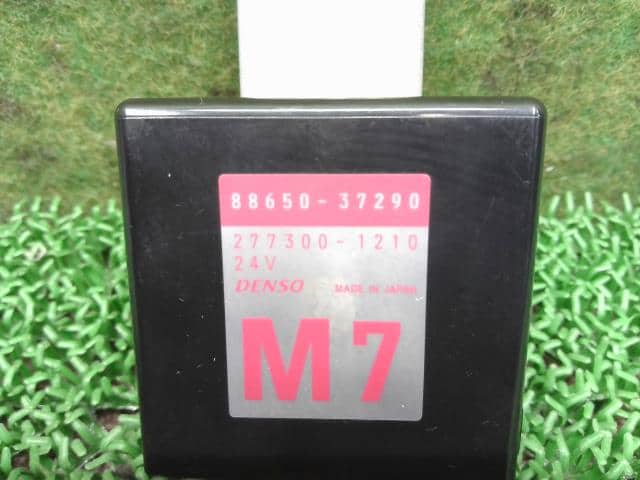 88650-37290
277300-1210
24V
DENSO MADE IN JAPAN
M7